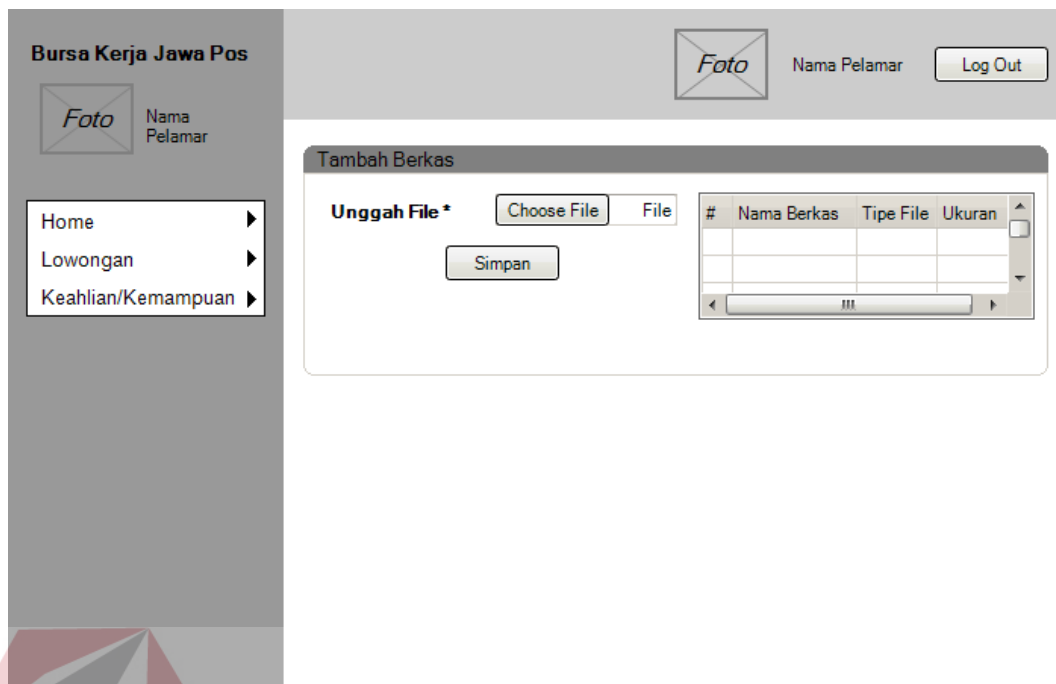 Bursa Kerja Jawa Pos
Foto
Nama
Pelamar
Home
Lowongan
Keahlian/Kemampuan
Foto
Nama Pelamar
Log Out
Tambah Berkas
Unggah File * Choose File File
Simpan
# Nama Berkas Tipe File Ukuran